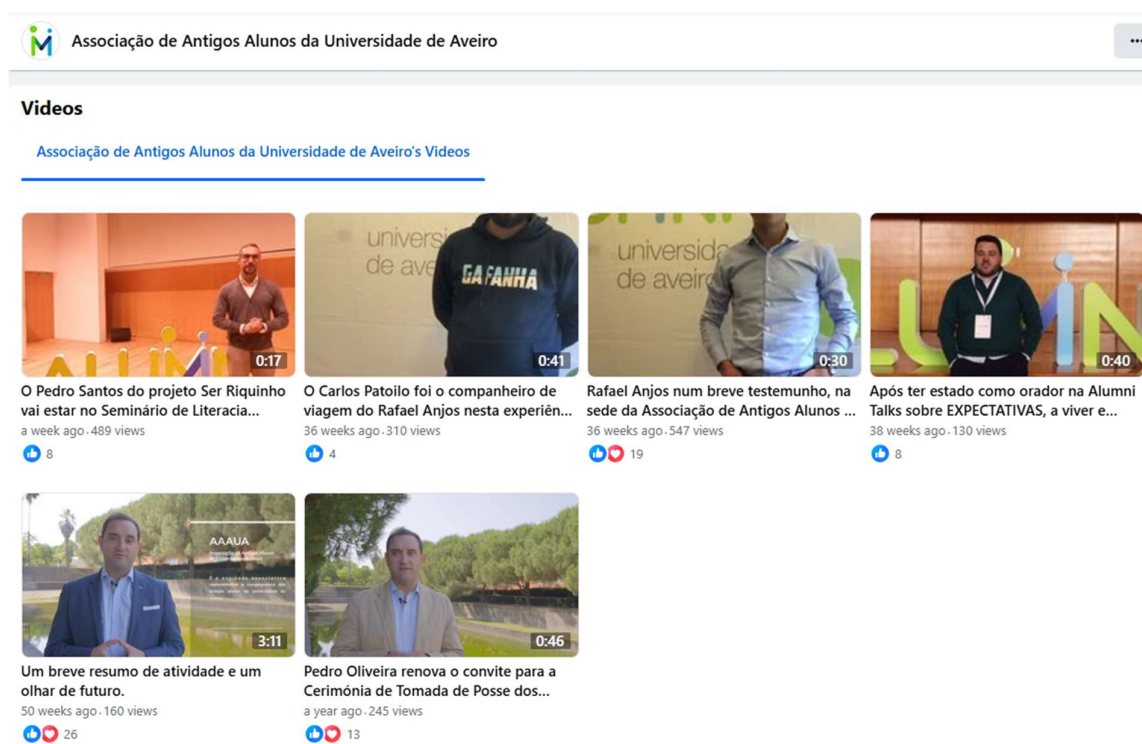 Associação de Antigos Alunos da Universidade de Aveiro
Videos
Associação de Antigos Alunos da Universidade de Aveiro's Videos
ALUMNI
0:17
universi
de ave
GAFANHA
0:41
universida
de aveiro
0:30
0:40
O Pedro Santos do projeto Ser Riquinho
vai estar no Seminário de Literacia...
a week ago · 489 views
8
O Carlos Patoilo foi o companheiro de
viagem do Rafael Anjos nesta experiên...
36 weeks ago · 310 views
4
Rafael Anjos num breve testemunho, na
sede da Associação de Antigos Alunos ...
36 weeks ago · 547 views
19
Após ter estado como orador na Alumni
Talks sobre EXPECTATIVAS, a viver e...
38 weeks ago · 130 views
8
AAAUA
3:11
0:46
Um breve resumo de atividade e um
olhar de futuro.
50 weeks ago · 160 views
26
Pedro Oliveira renova o convite para a
Cerimónia de Tomada de Posse dos...
a year ago · 245 views
13